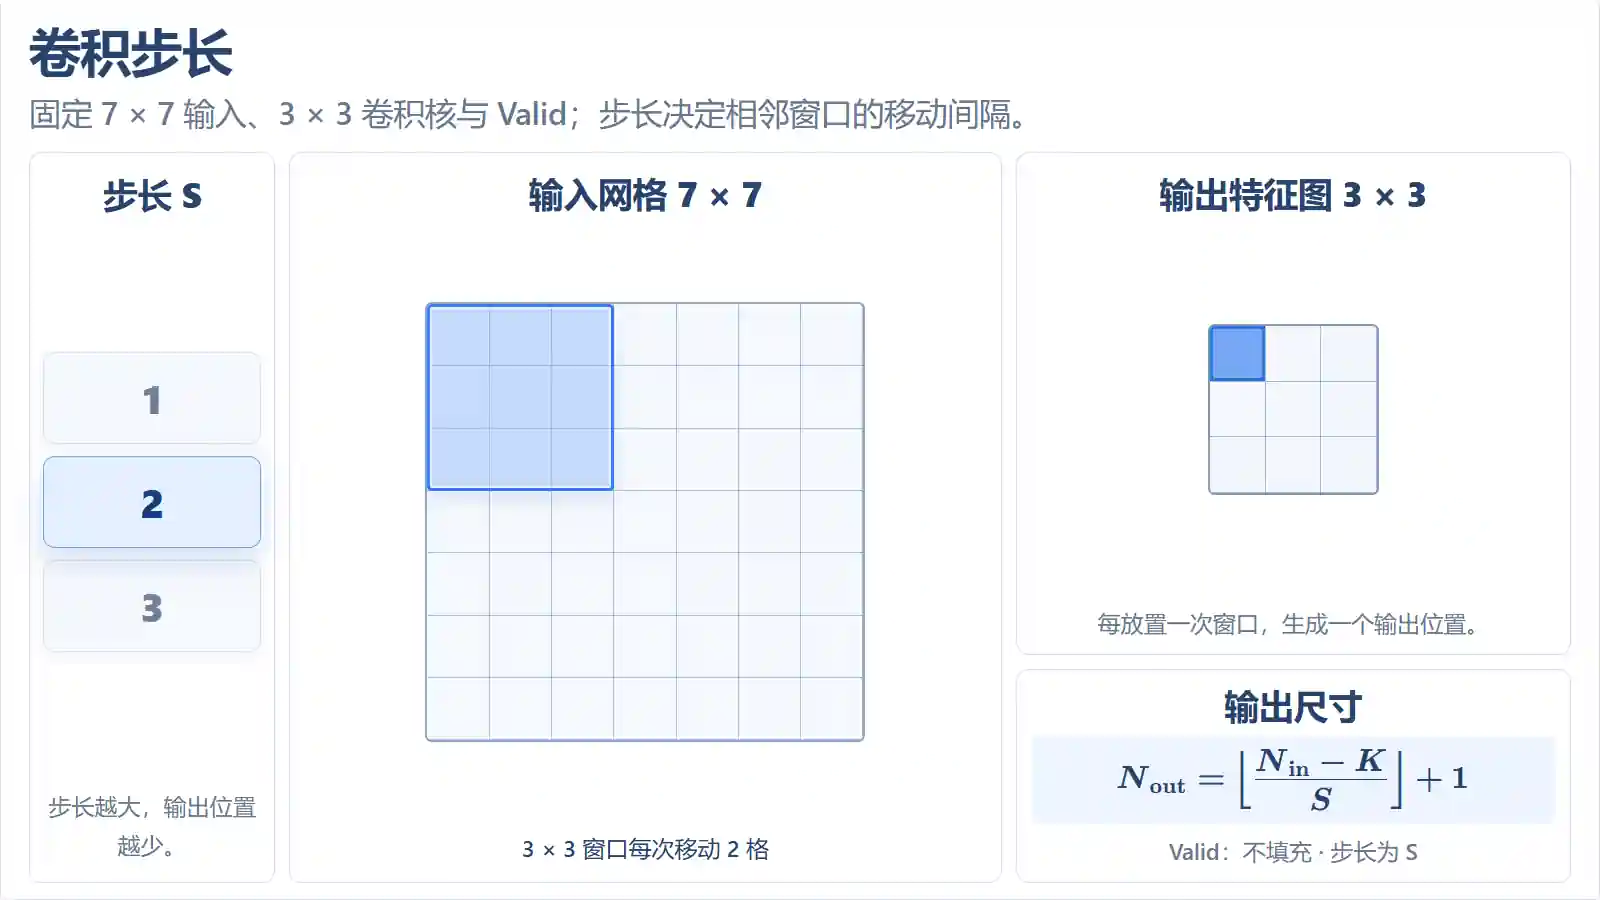 卷积步长
固定 7 × 7 输入、3 × 3 卷积核与 Valid；步长决定相邻窗口的移动间隔。
步长 S
1
2
3
步长越大，输出位置
越少。
输入网格 7 × 7
3 × 3 窗口每次移动 2 格
输出特征图 3 × 3
每放置一次窗口，生成一个输出位置。
输出尺寸
N_out = ⌊(N_in − K) / S⌋ + 1
Valid：不填充 · 步长为 S